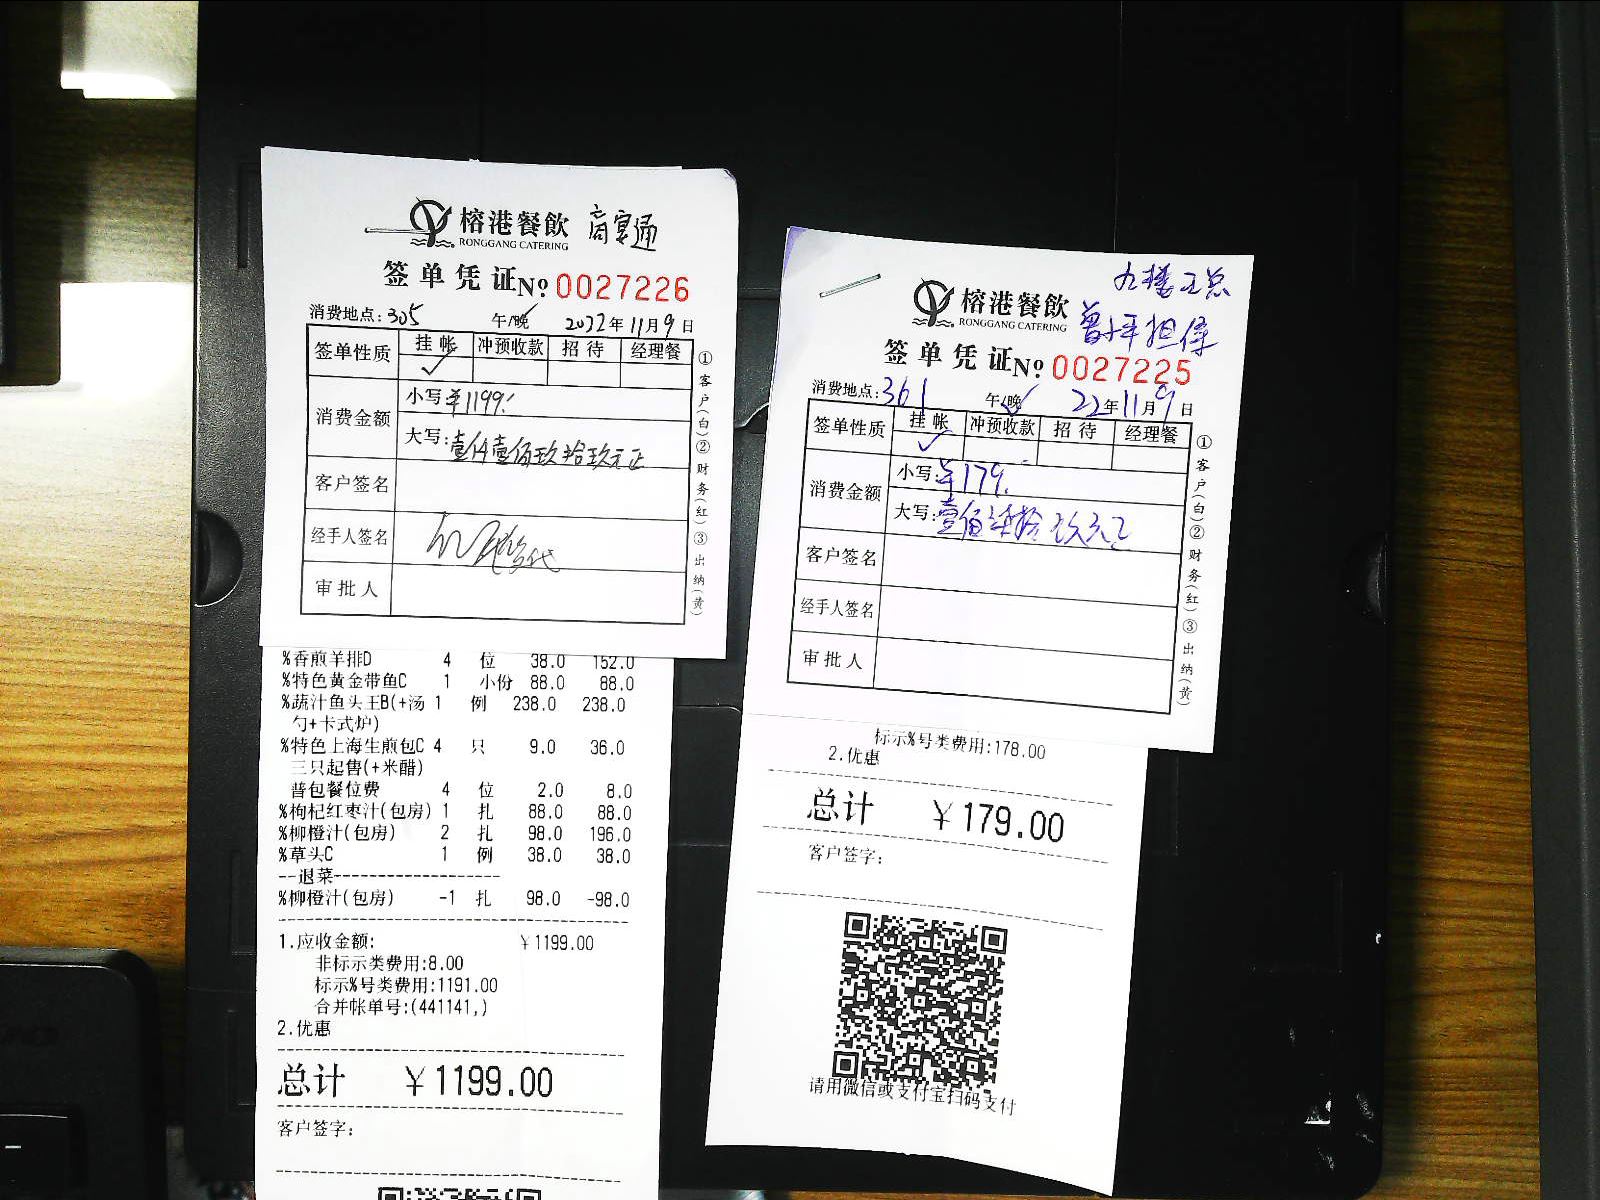 榕港餐飲 商宴通
RONGGANG CATERING
签单凭证 No 0027226
消费地点:305 午/晚 2022年11月9日
签单性质 挂帐 冲预收款 招待 经理餐
✓
消费金额 小写:¥1199.
大写:壹仟壹佰玖拾玖元正
客户签名
经手人签名
审批人
①客户(白)②财务(红)③出纳(黄)
%香煎羊排D 4 位 38.0 152.0
%特色黄金带鱼C 1 小份 88.0 88.0
%蔬汁鱼头王B(+汤 1 例 238.0 238.0
勺+卡式炉)
%特色上海生煎包C 4 只 9.0 36.0
三只起售(+米醋)
普包餐位费 4 位 2.0 8.0
%枸杞红枣汁(包房) 1 扎 88.0 88.0
%柳橙汁(包房) 2 扎 98.0 196.0
%草头C 1 例 38.0 38.0
--退菜--------------------
%柳橙汁(包房) -1 扎 98.0 -98.0
1.应收金额: ¥1199.00
非标示类费用:8.00
标示%号类费用:1191.00
合并帐单号:(441141,)
2.优惠
总计 ¥1199.00
客户签字:
九楼王总
榕港餐飲
RONGGANG CATERING
担保
签单凭证 No 0027225
消费地点:361 午/晚 22年11月9日
签单性质 挂帐 冲预收款 招待 经理餐
✓
消费金额 小写:¥179.
大写:壹佰柒拾玖元正
客户签名
经手人签名
审批人
①客户(白)②财务(红)③出纳(黄)
标示%号类费用:178.00
2.优惠
总计 ¥179.00
客户签字:
请用微信或支付宝扫码支付